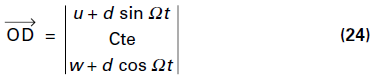 u + d sin Ωt
OD = Cte (24)
w + d cos Ωt